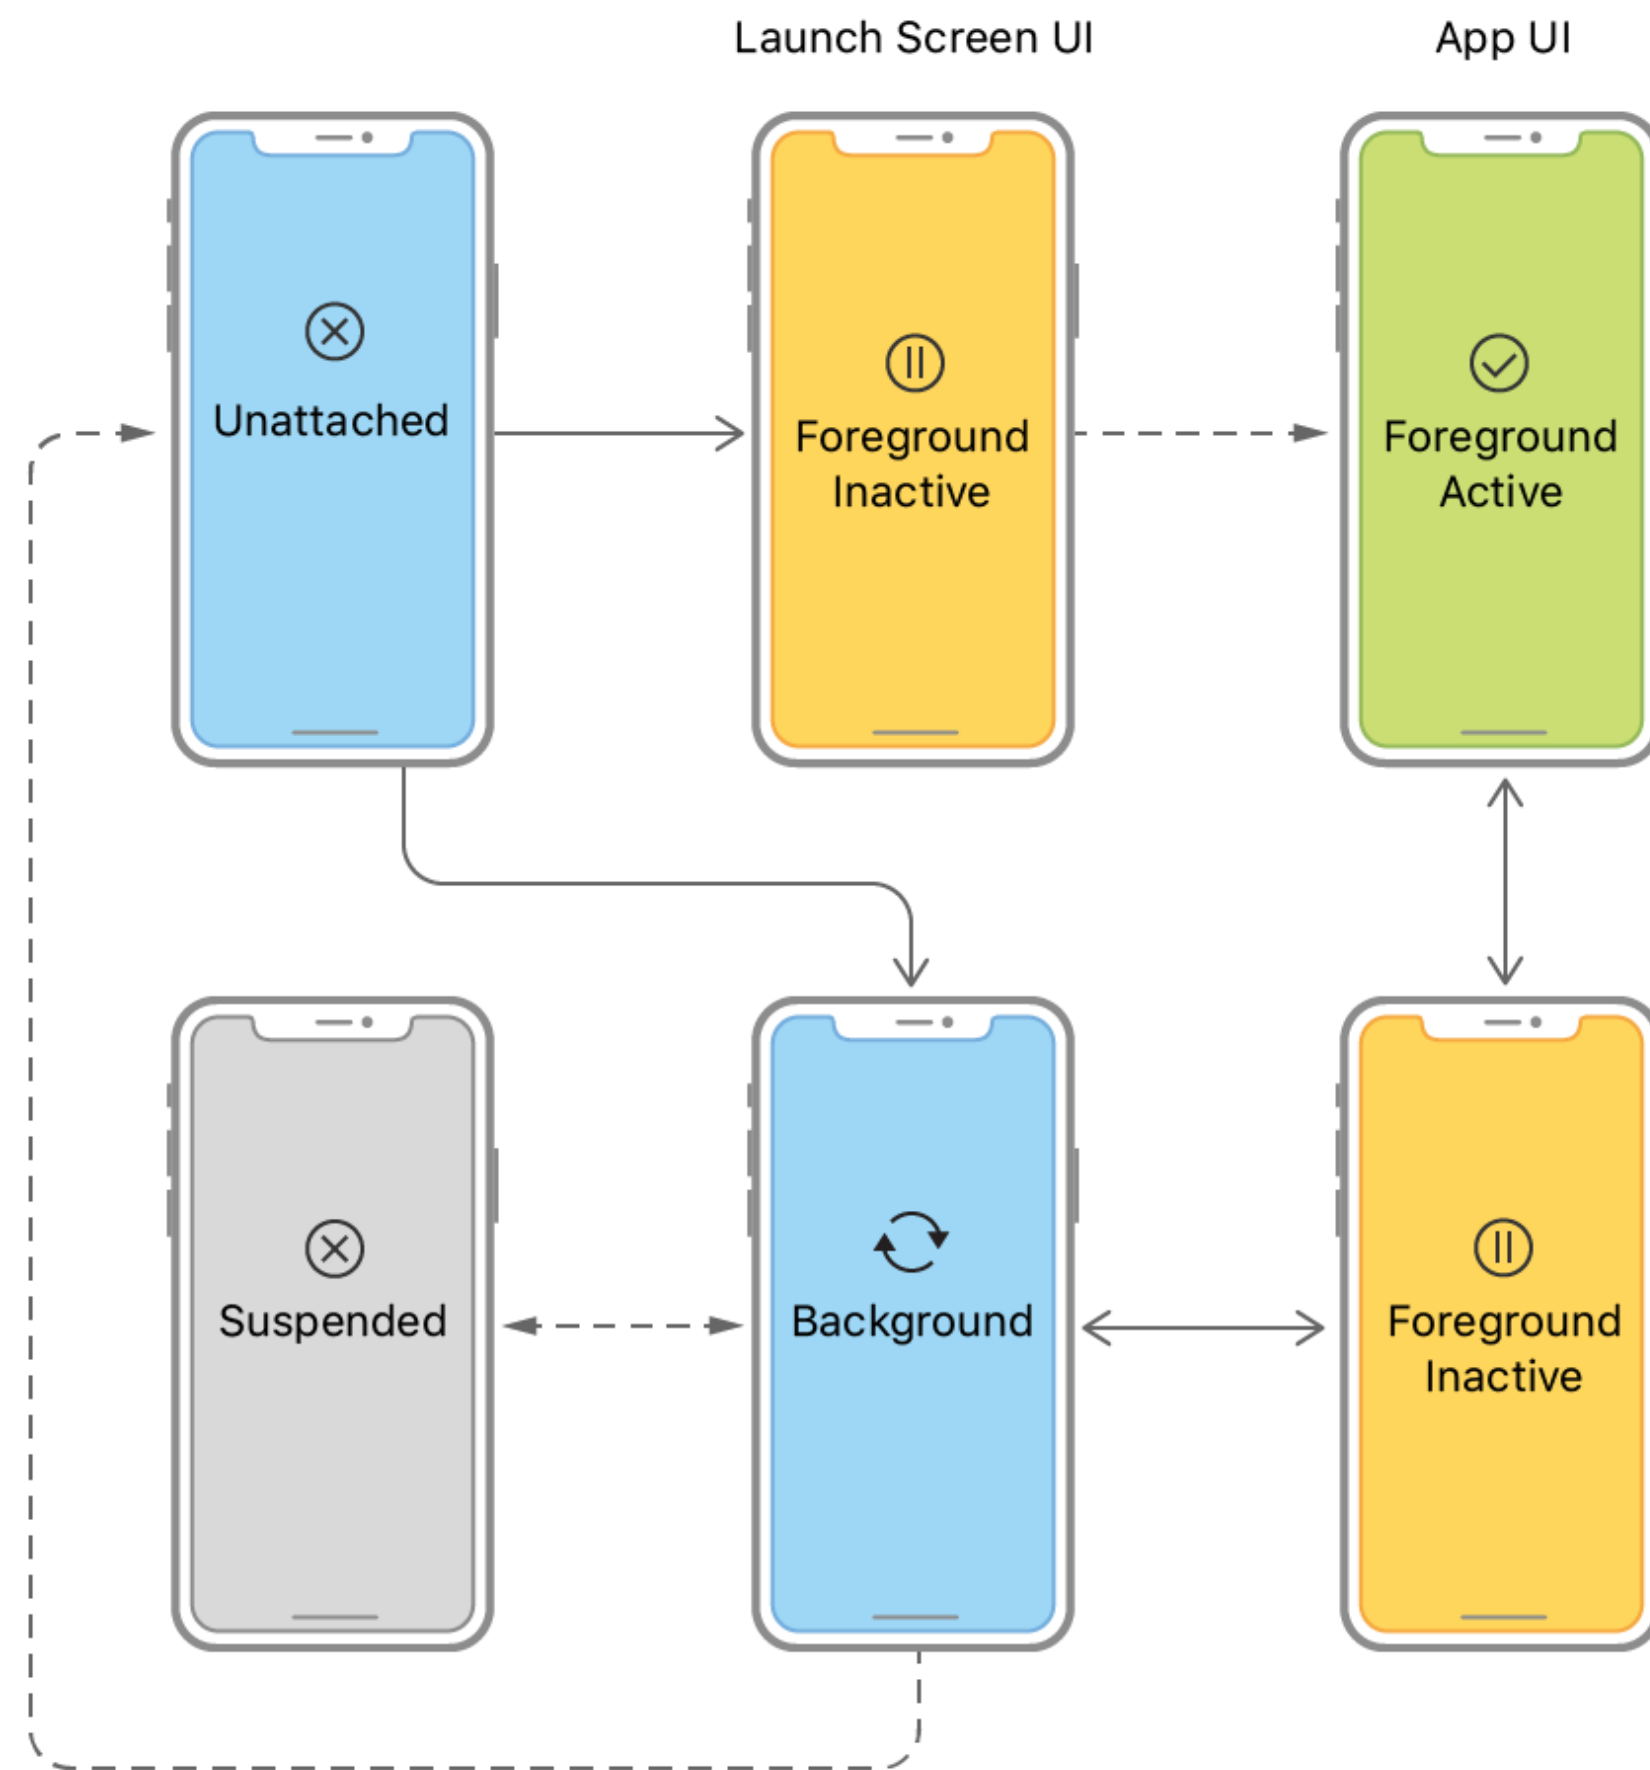 Launch Screen UI
App UI
Unattached
Foreground
Inactive
Foreground
Active
Suspended
Background
Foreground
Inactive